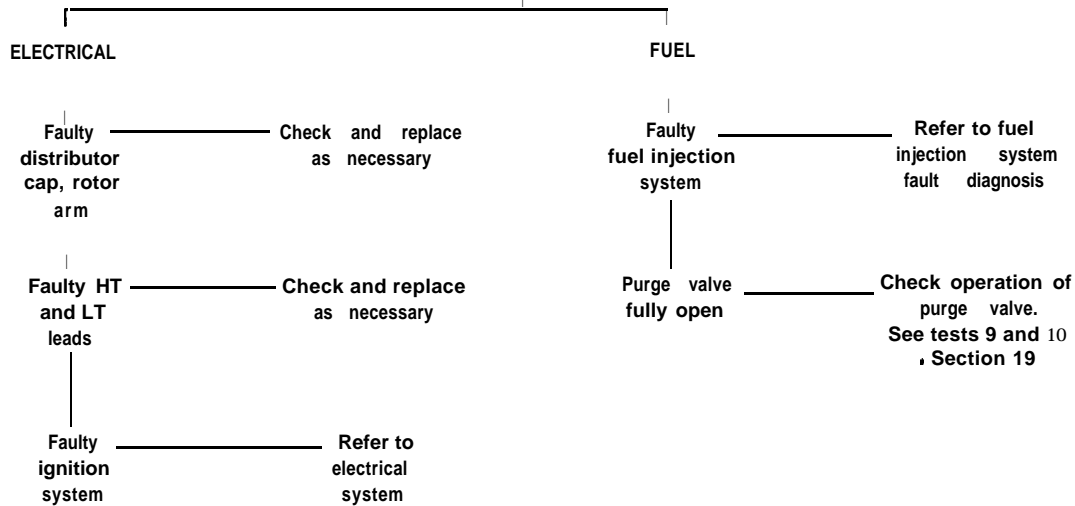 ELECTRICAL
Faulty
distributor
cap, rotor
arm
Check and replace
as necessary
Faulty HT
and LT
leads
Check and replace
as necessary
Faulty
ignition
system
Refer to
electrical
system
FUEL
Faulty
fuel injection
system
Refer to fuel
injection system
fault diagnosis
Purge valve
fully open
Check operation of
purge valve.
See tests 9 and 10
Section 19